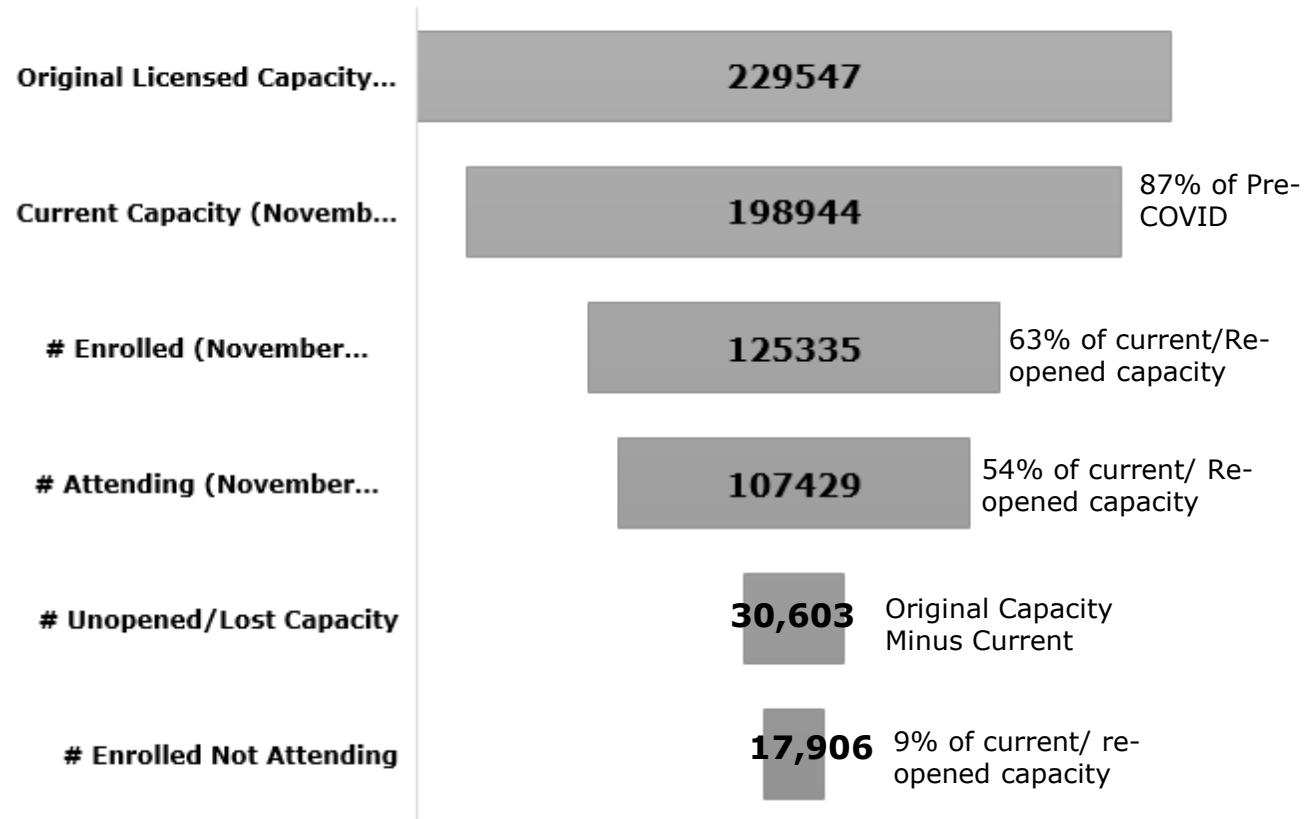 Original Licensed Capacity...
229547
Current Capacity (Novemb...
198944
87% of Pre-
COVID
# Enrolled (November...
125335
63% of current/Re-
opened capacity
# Attending (November...
107429
54% of current/ Re-
opened capacity
# Unopened/Lost Capacity
30,603
Original Capacity
Minus Current
# Enrolled Not Attending
17,906
9% of current/ re-
opened capacity